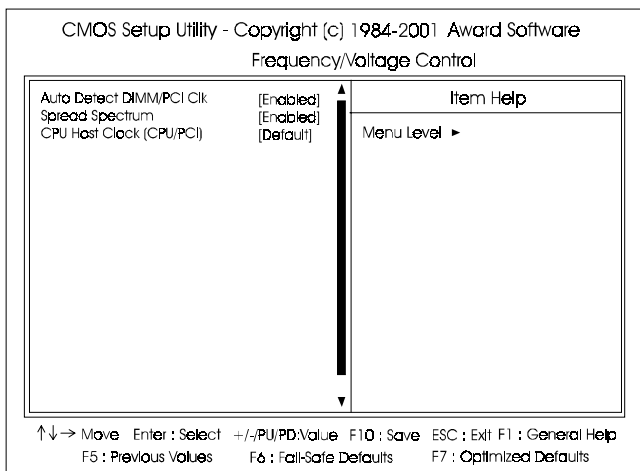 CMOS Setup Utility - Copyright (c) 1984-2001 Award Software
Frequency/Voltage Control
Auto Detect DIMM/PCI Clk [Enabled]
Spread Spectrum [Enabled]
CPU Host Clock (CPU/PCI) [Default]
Item Help
Menu Level ►
↑↓→ Move Enter : Select +/-/PU/PD:Value F10 : Save ESC : Exit F1 : General Help
F5 : Previous Values F6 : Fail-Safe Defaults F7 : Optimized Defaults